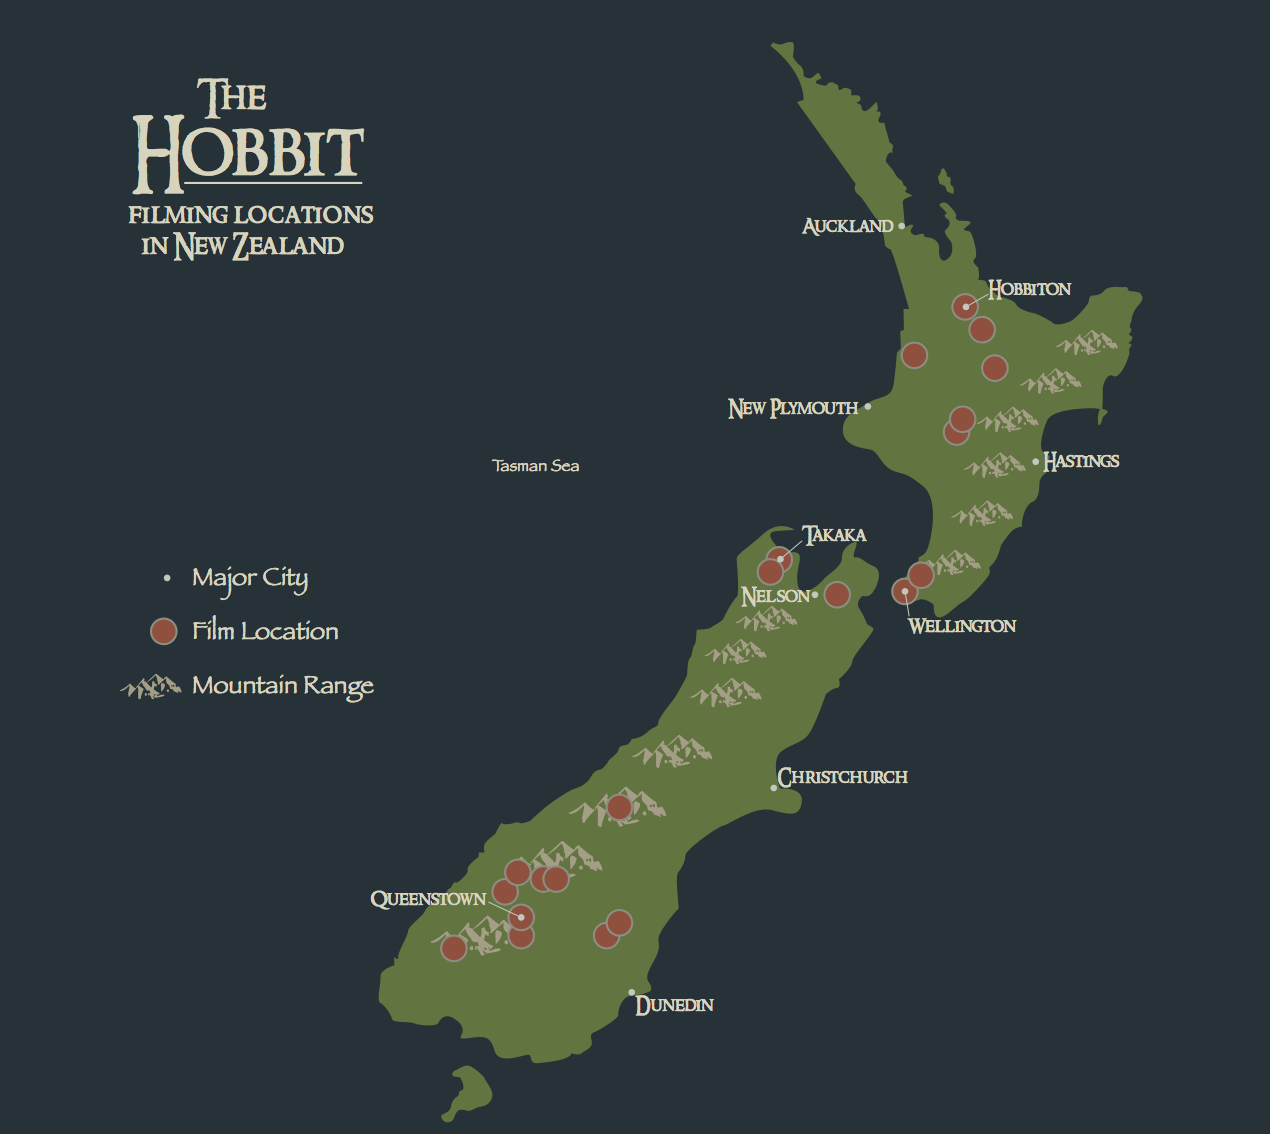 THE
HOBBIT
FILMING LOCATIONS
IN NEW ZEALAND
AUCKLAND
HOBBITON
NEW PLYMOUTH
HASTINGS
Tasman Sea
TAKAKA
NELSON
WELLINGTON
Major City
Film Location
Mountain Range
CHRISTCHURCH
QUEENSTOWN
DUNEDIN